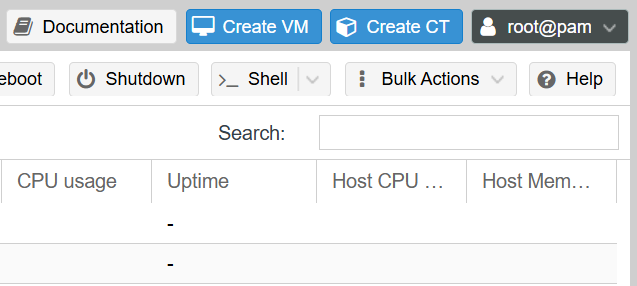 Documentation Create VM Create CT root@pam
eboot Shutdown >_ Shell Bulk Actions Help
Search:
CPU usage Uptime Host CPU … Host Mem…
-
-